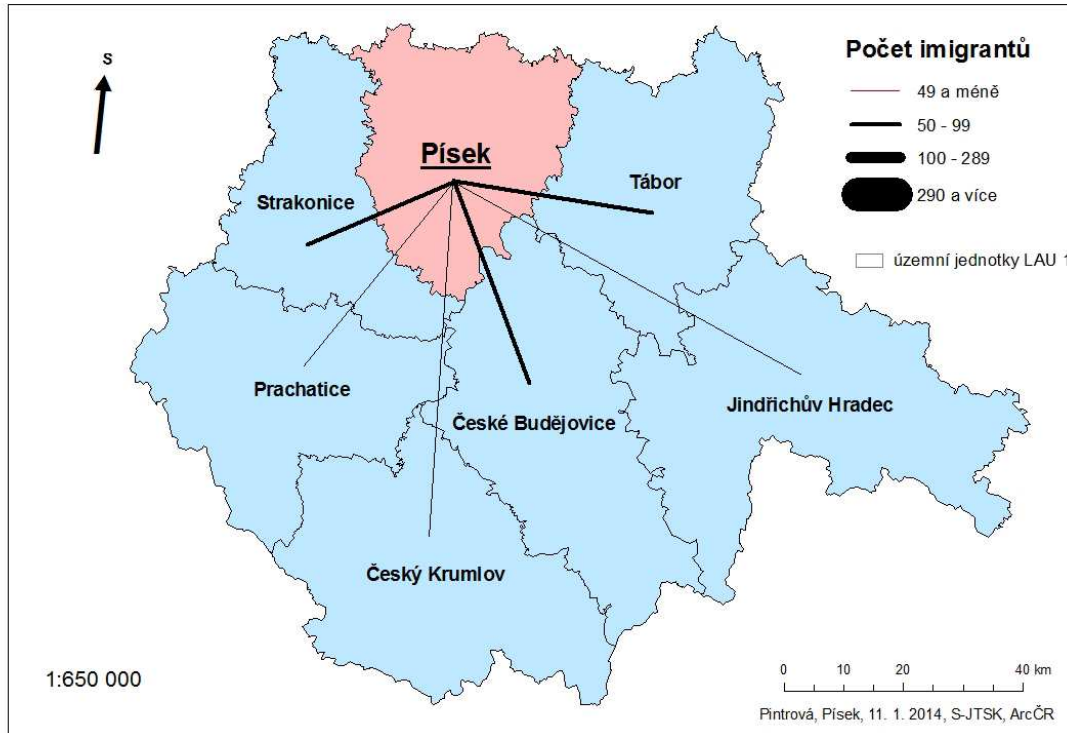 S
Počet imigrantů
49 a méně
50 - 99
100 - 289
290 a více
územní jednotky LAU 1
Písek
Tábor
Strakonice
Prachatice
České Budějovice
Jindřichův Hradec
Český Krumlov
1:650 000
0 10 20 40 km
Pintrová, Písek, 11. 1. 2014, S-JTSK, ArcČR